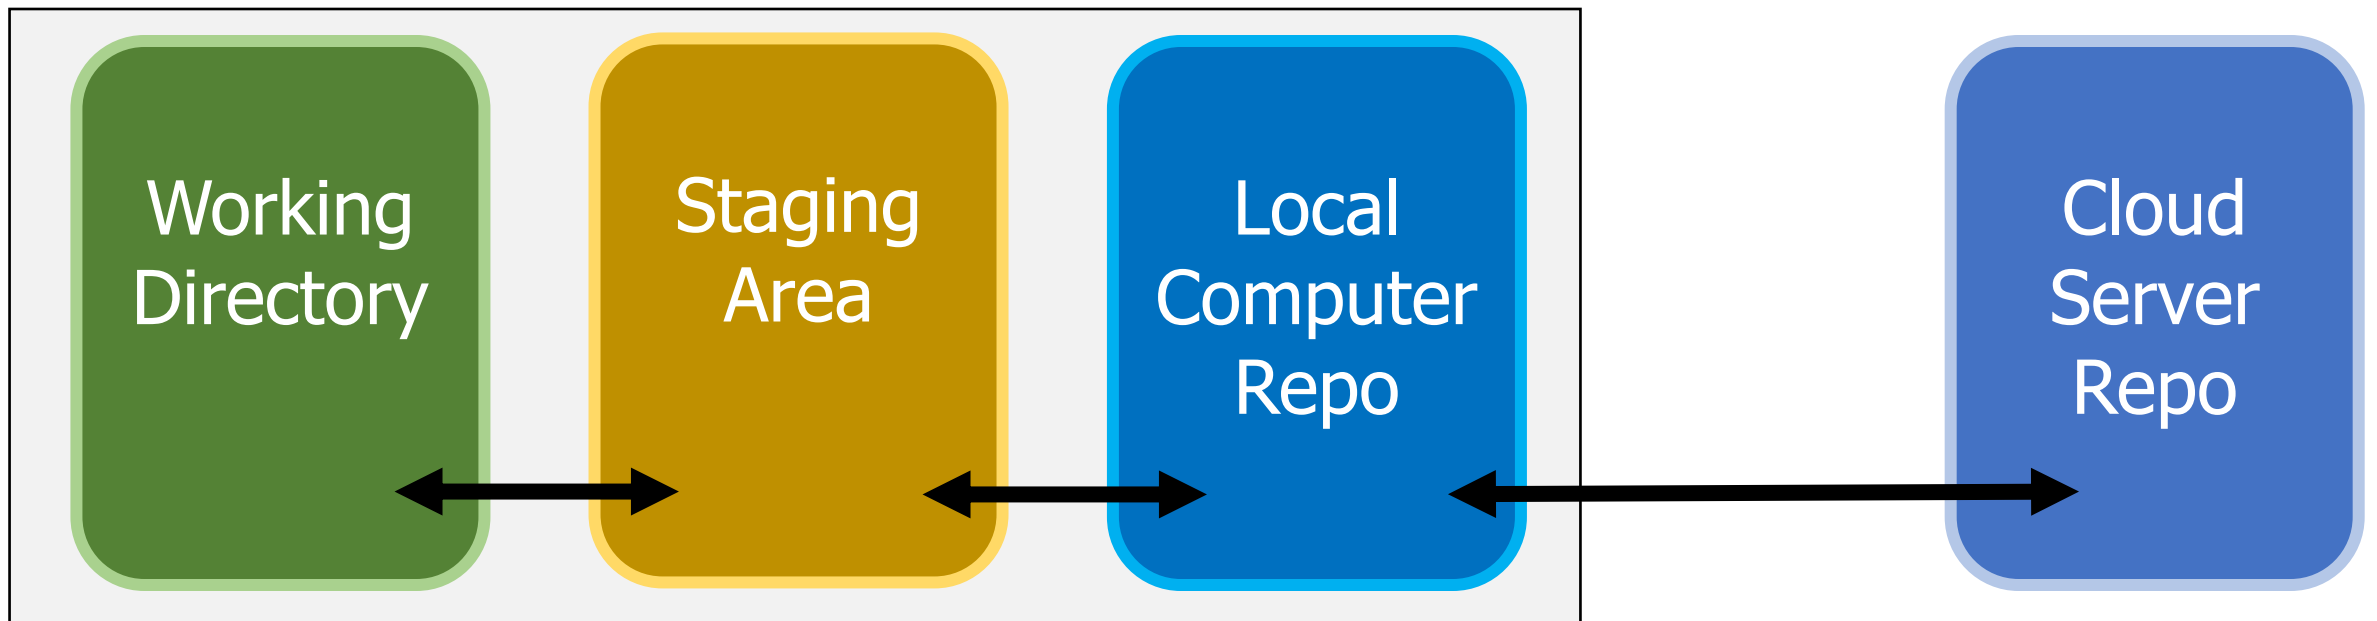 Working
Directory
Staging
Area
Local
Computer
Repo
Cloud
Server
Repo